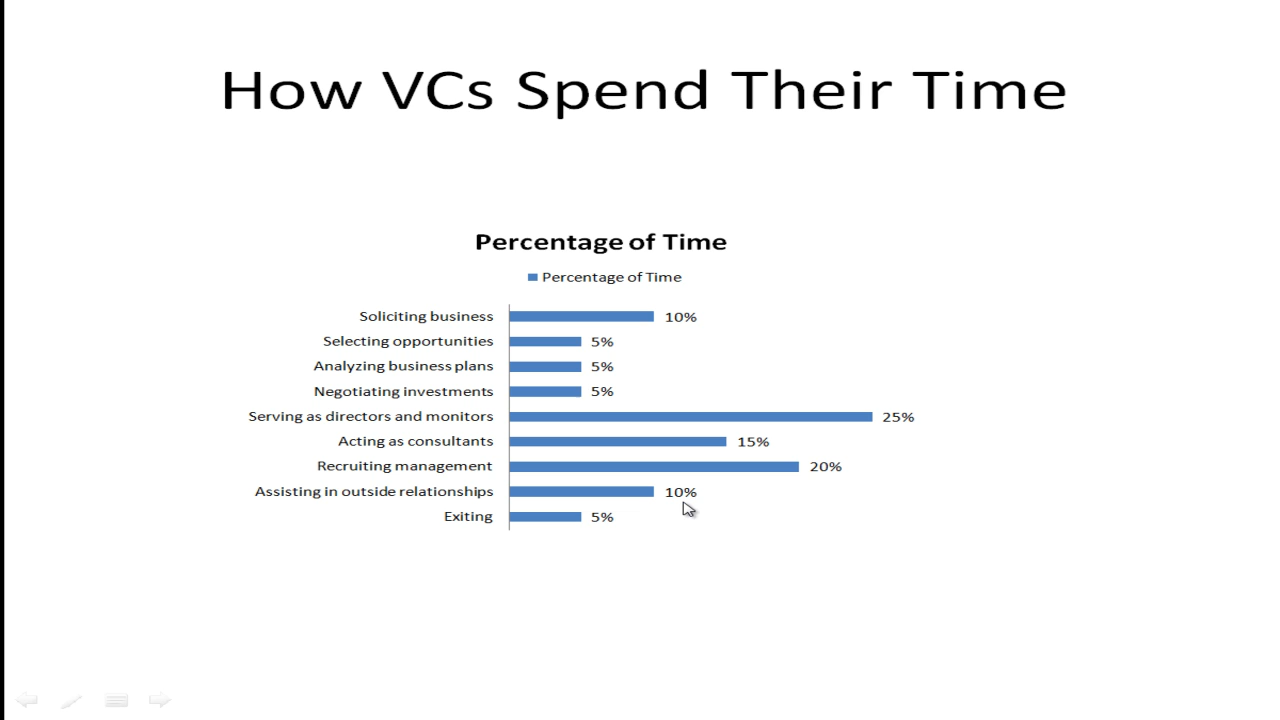 How VCs Spend Their Time
Percentage of Time
Percentage of Time
Soliciting business 10%
Selecting opportunities 5%
Analyzing business plans 5%
Negotiating investments 5%
Serving as directors and monitors 25%
Acting as consultants 15%
Recruiting management 20%
Assisting in outside relationships 10%
Exiting 5%